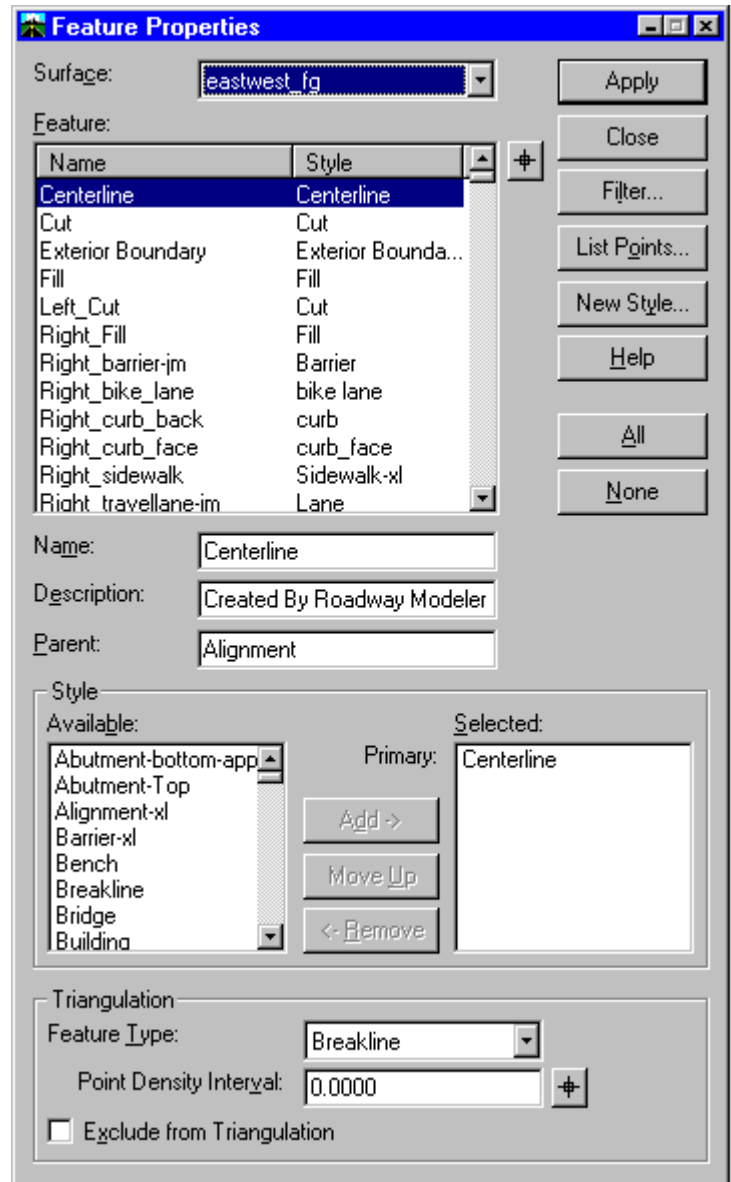 Feature Properties
Surface: eastwest_fg Apply
Feature: Close
Name Style
Centerline Centerline Filter...
Cut Cut
Exterior Boundary Exterior Bounda... List Points...
Fill Fill
Left_Cut Cut New Style...
Right_Fill Fill
Right_barrier-jm Barrier Help
Right_bike_lane bike lane
Right_curb_back curb
Right_curb_face curb_face All
Right_sidewalk Sidewalk-xl
Right_travellane-jm Lane None
Name: Centerline
Description: Created By Roadway Modeler
Parent: Alignment
Style
Available: Selected:
Abutment-bottom-app Primary: Centerline
Abutment-Top
Alignment-xl Add ->
Barrier-xl
Bench Move Up
Breakline
Bridge <- Remove
Building
Triangulation
Feature Type: Breakline
Point Density Interval: 0.0000
Exclude from Triangulation